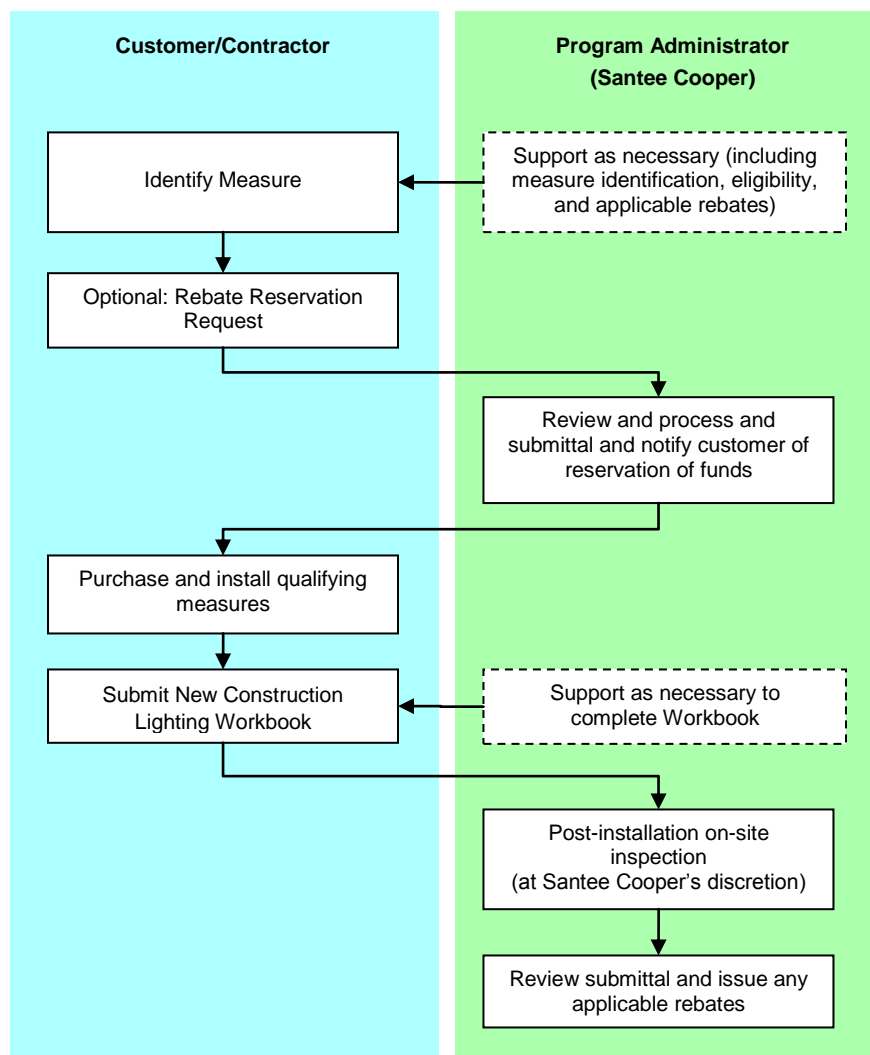 Customer/Contractor
Program Administrator
(Santee Cooper)
Identify Measure
Support as necessary (including
measure identification, eligibility,
and applicable rebates)
Optional: Rebate Reservation
Request
Review and process and
submittal and notify customer of
reservation of funds
Purchase and install qualifying
measures
Submit New Construction
Lighting Workbook
Support as necessary to
complete Workbook
Post-installation on-site
inspection
(at Santee Cooper’s discretion)
Review submittal and issue any
applicable rebates